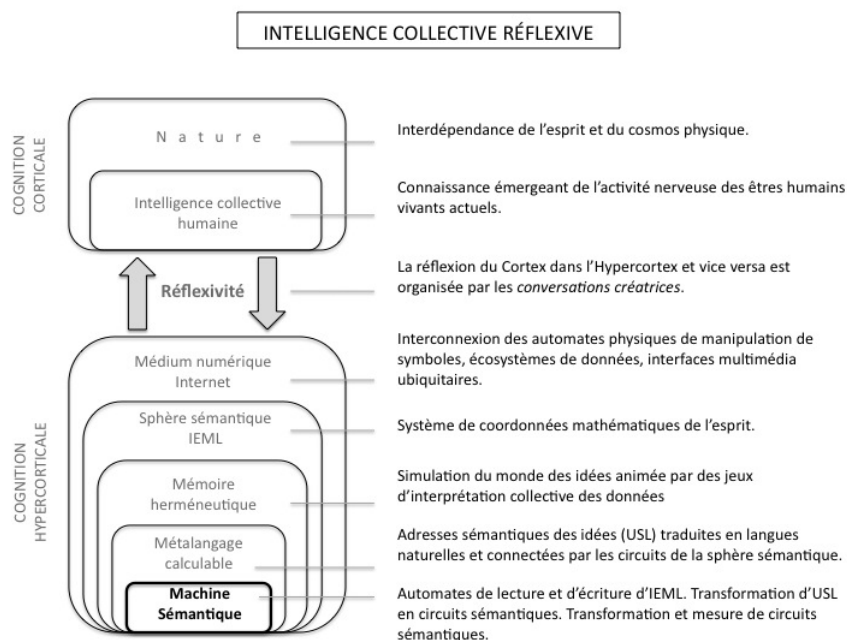 INTELLIGENCE COLLECTIVE RÉFLEXIVE
COGNITION
CORTICALE
Nature
Interdépendance de l’esprit et du cosmos physique.
Intelligence collective
humaine
Connaissance émergeant de l’activité nerveuse des êtres humains
vivants actuels.
Réflexivité
La réflexion du Cortex dans l’Hypercortex et vice versa est
organisée par les conversations créatrices.
COGNITION
HYPERCORTICALE
Médium numérique
Internet
Interconnexion des automates physiques de manipulation de
symboles, écosystèmes de données, interfaces multimédia
ubiquitaires.
Sphère sémantique
IEML
Système de coordonnées mathématiques de l’esprit.
Mémoire
herméneutique
Simulation du monde des idées animée par des jeux
d’interprétation collective des données
Métalangage
calculable
Adresses sémantiques des idées (USL) traduites en langues
naturelles et connectées par les circuits de la sphère sémantique.
Machine
Sémantique
Automates de lecture et d’écriture d’IEML. Transformation d’USL
en circuits sémantiques. Transformation et mesure de circuits
sémantiques.